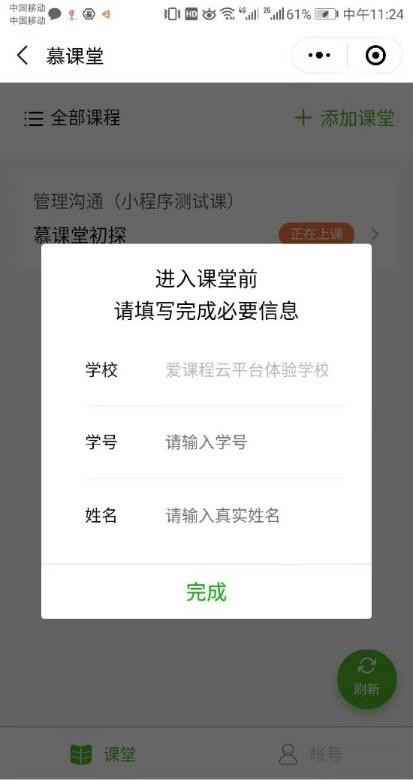 中国移动
中国移动
HD 4G 2G 61% 中午11:24
慕课堂
全部课程
添加课堂
管理沟通（小程序测试课）
慕课堂初探 正在上课
进入课堂前
请填写完成必要信息
学校 爱课程云平台体验学校
学号 请输入学号
姓名 请输入真实姓名
完成
刷新
课堂 帐号